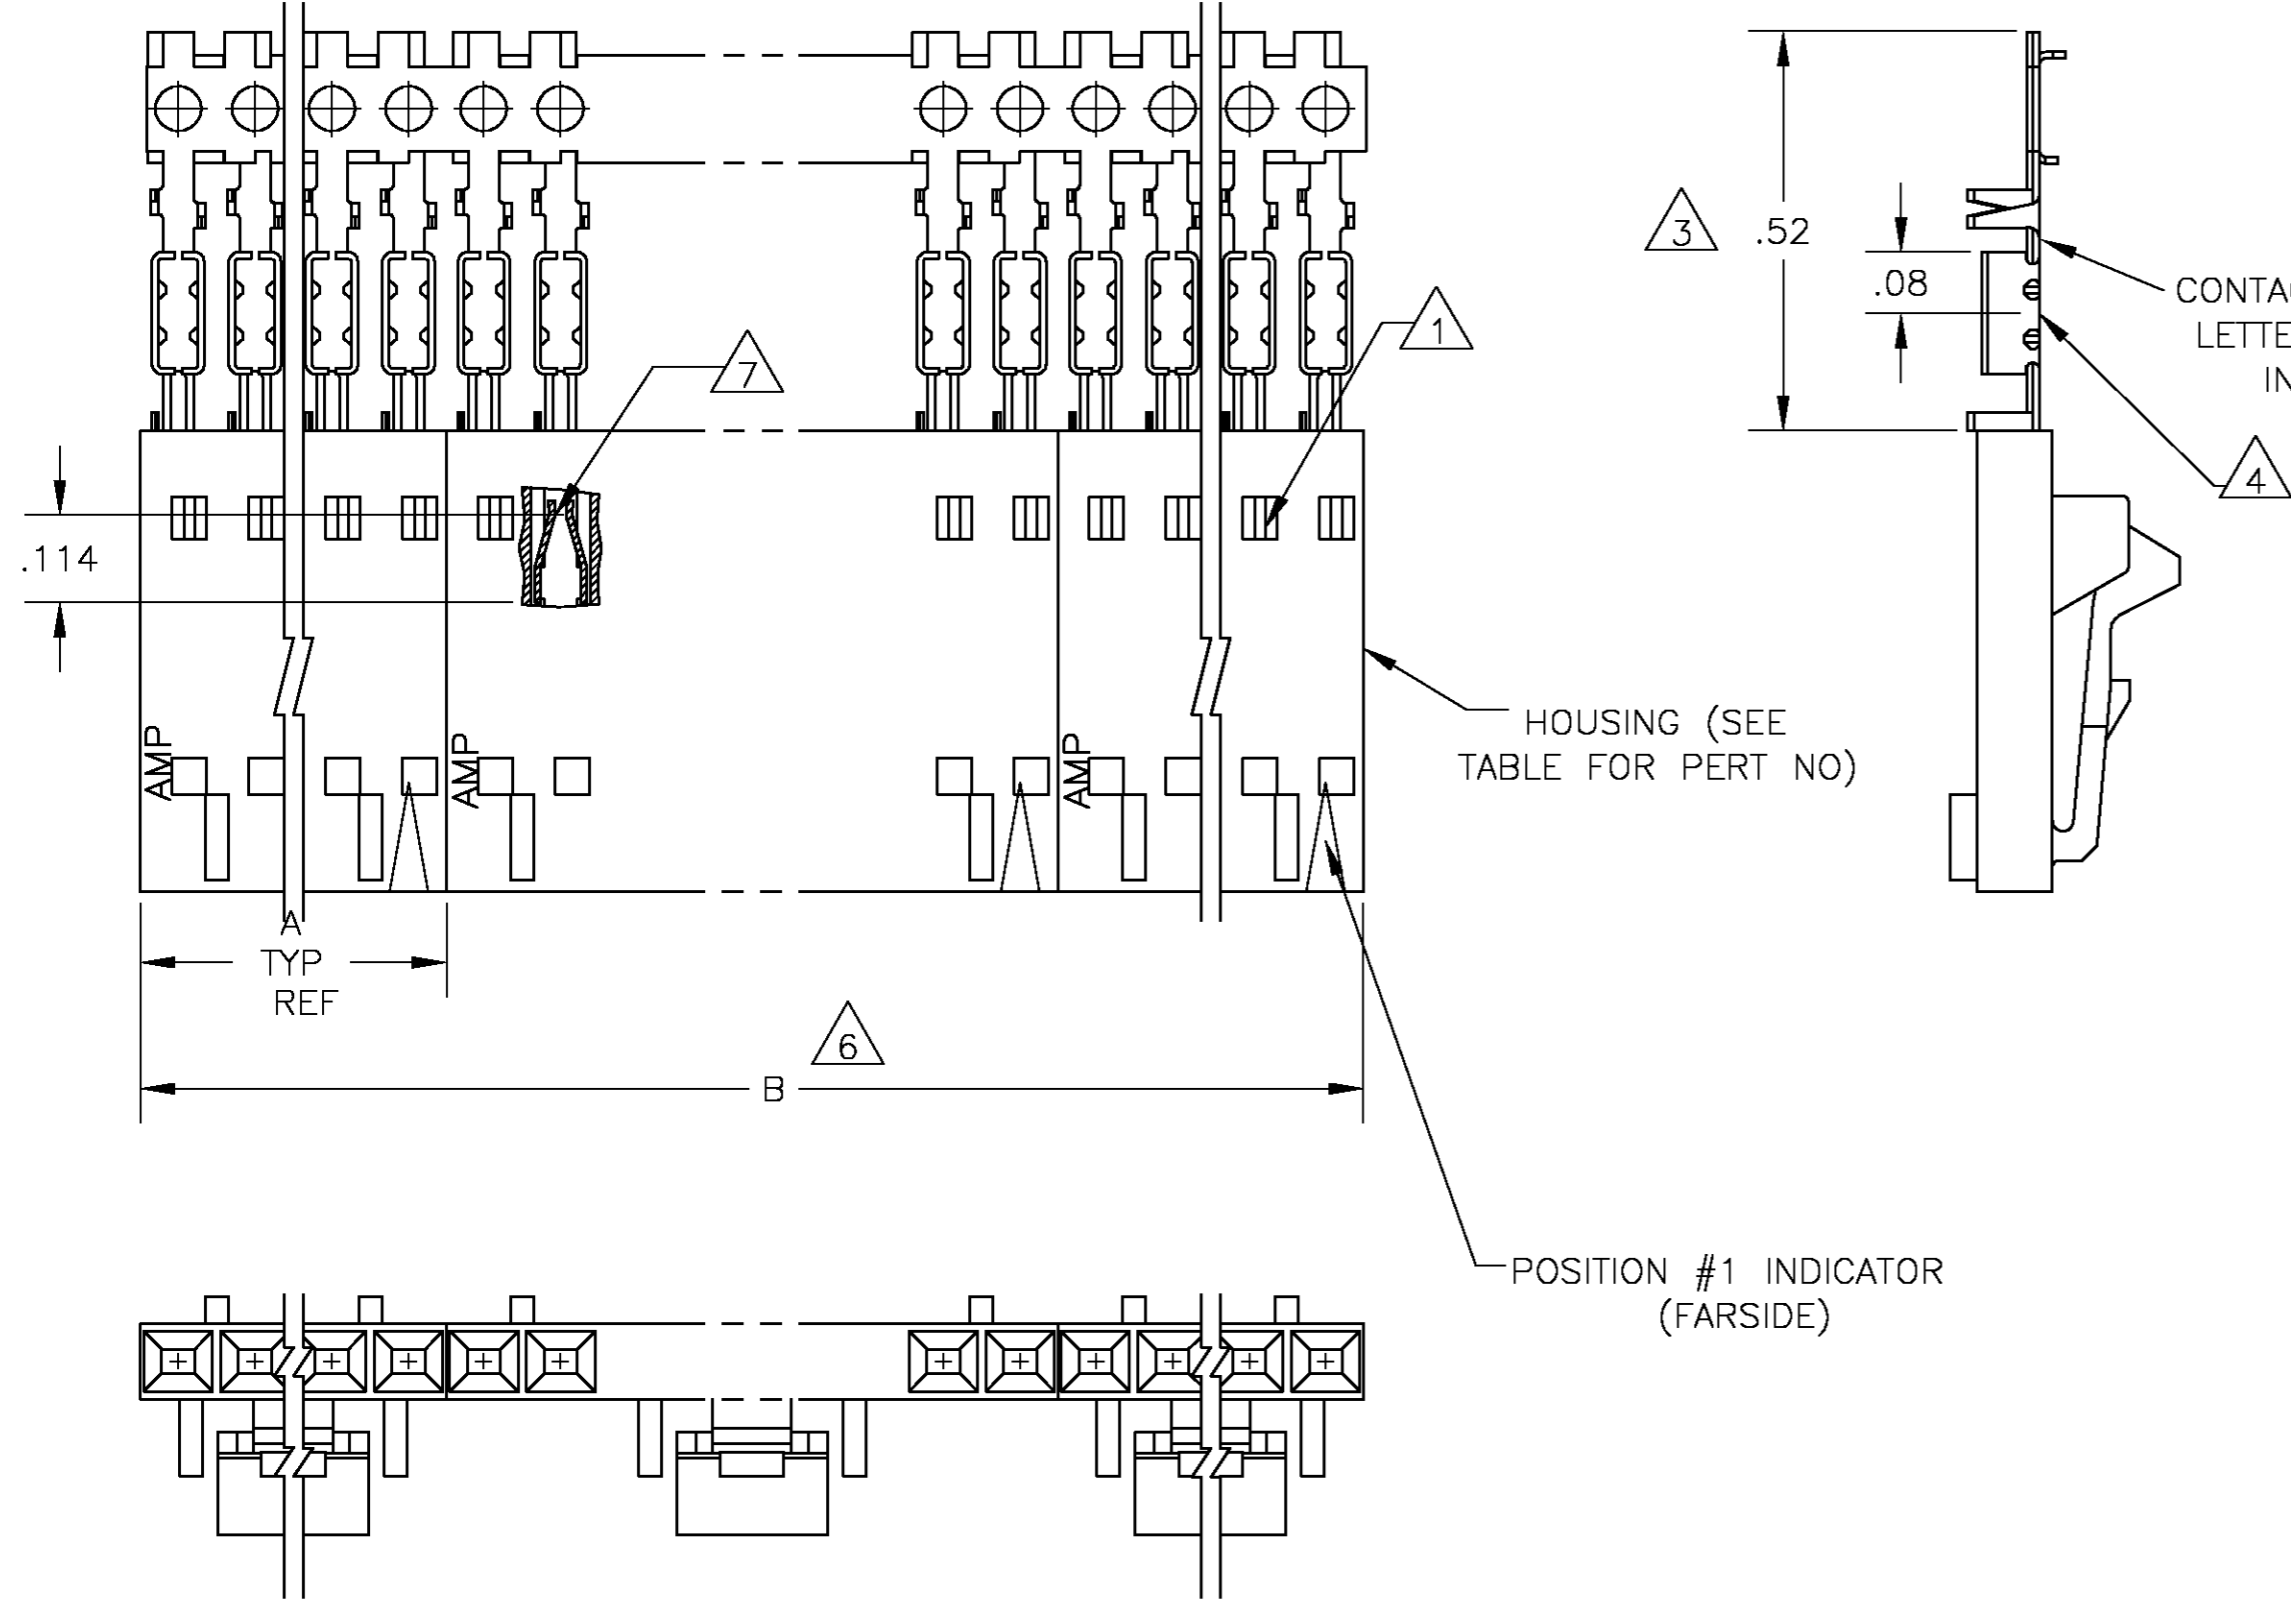 3
.52
.08
CONTA
LETTE
IN
1
7
4
.114
HOUSING (SEE
TABLE FOR PERT NO)
AMP
AMP
AMP
A
TYP
REF
6
B
POSITION #1 INDICATOR
(FARSIDE)